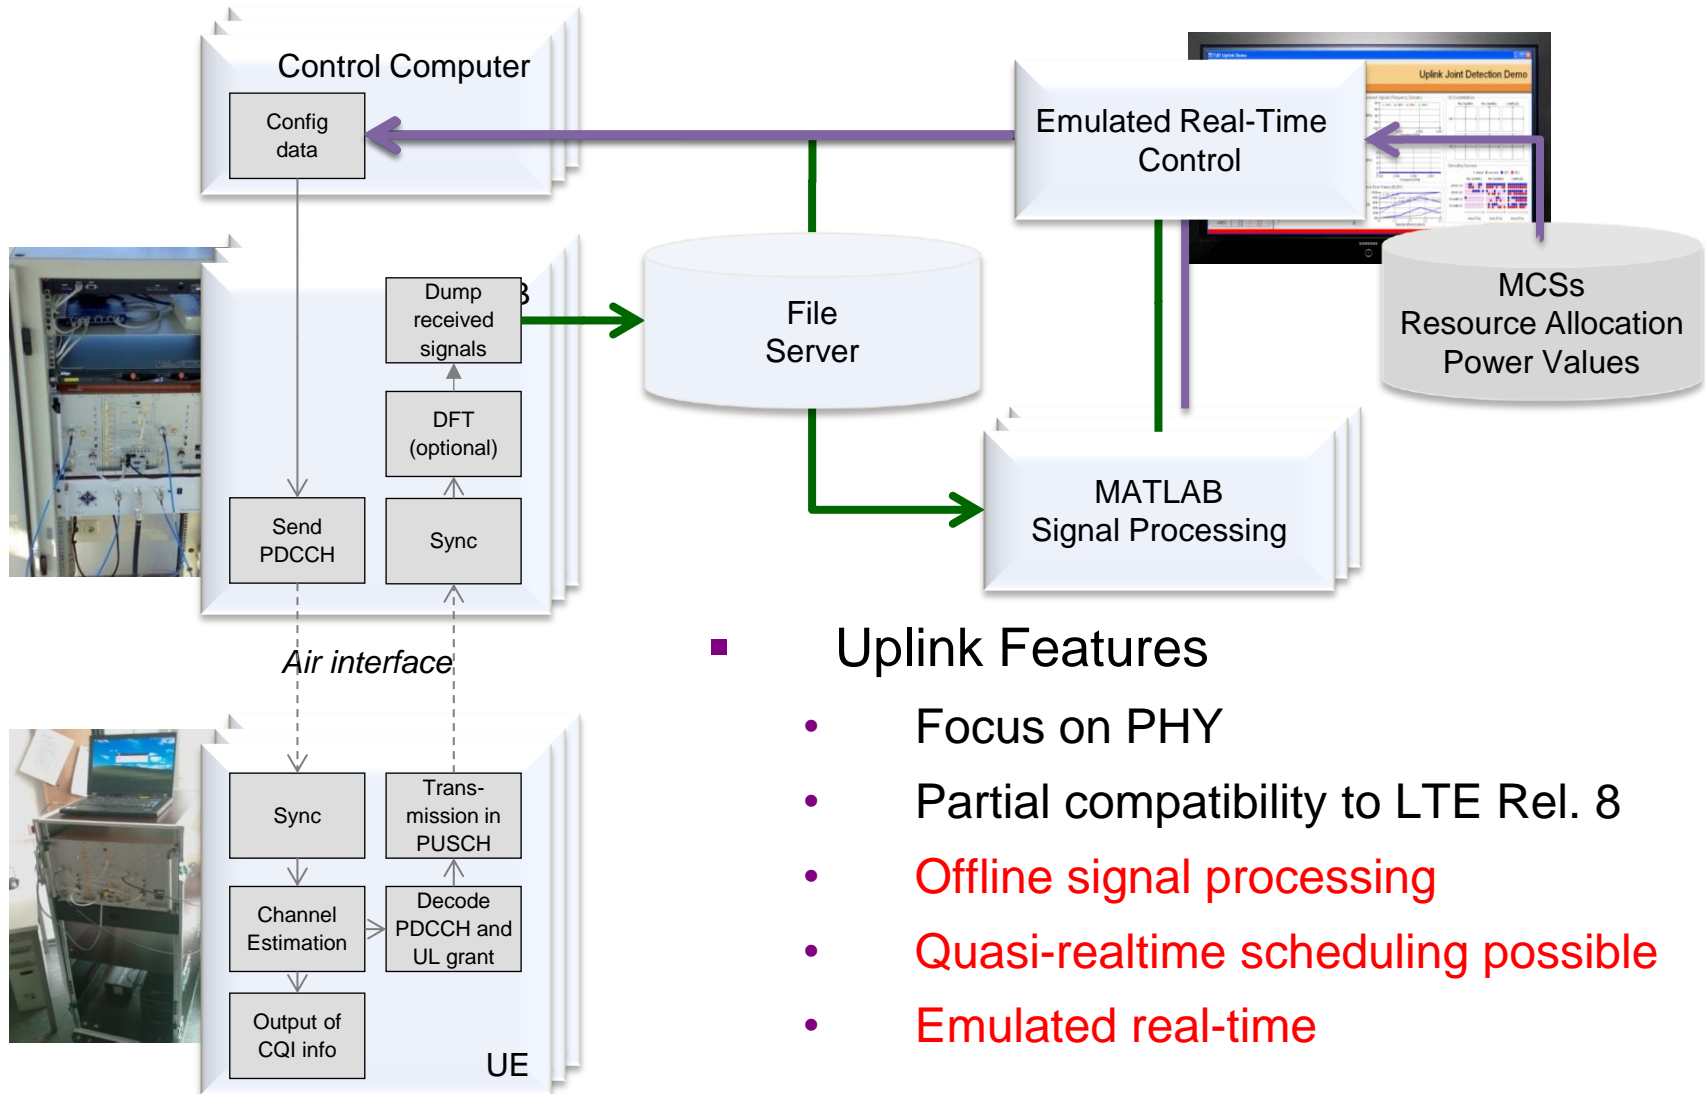 Control Computer
Config
data
Emulated Real-Time
Control
Uplink Joint Detection Demo
MCSs
Resource Allocation
Power Values
File
Server
Dump
received
signals
DFT
(optional)
Sync
Send
PDCCH
MATLAB
Signal Processing
Air interface
Sync
Channel
Estimation
Output of
CQI info
Trans-
mission in
PUSCH
Decode
PDCCH and
UL grant
UE
Uplink Features
Focus on PHY
Partial compatibility to LTE Rel. 8
Offline signal processing
Quasi-realtime scheduling possible
Emulated real-time